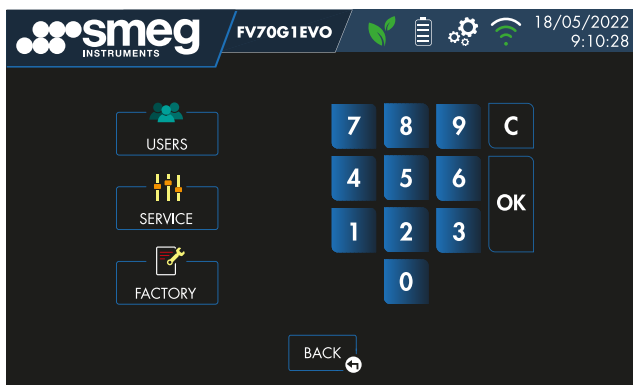 smeg
INSTRUMENTS
FV70G1EVO
18/05/2022
9:10:28
USERS
SERVICE
FACTORY
7 8 9 C
4 5 6 OK
1 2 3
0
BACK